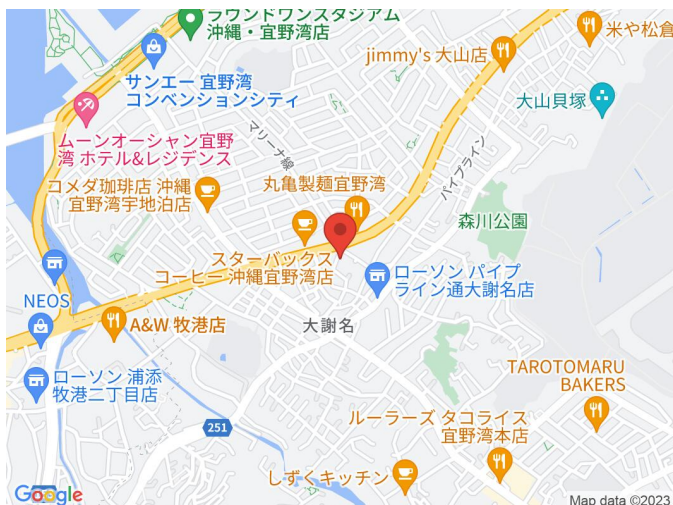 ラウンドワンスタジアム
沖縄・宜野湾店
米や松倉
jimmy's 大山店
サンエー 宜野湾
コンベンションシティ
大山貝塚
マリーナ線
パイプライン
ムーンオーシャン宜野
湾 ホテル&レジデンス
コメダ珈琲店 沖縄
宜野湾宇地泊店
丸亀製麺宜野湾
森川公園
スターバックス
コーヒー 沖縄宜野湾店
ローソン パイプ
ライン通大謝名店
NEOS
A&W 牧港店
大謝名
ローソン 浦添
牧港二丁目店
TAROTOMARU
BAKERS
251
ルーラーズ タコライス
宜野湾本店
しずくキッチン
Google
Map data ©2023